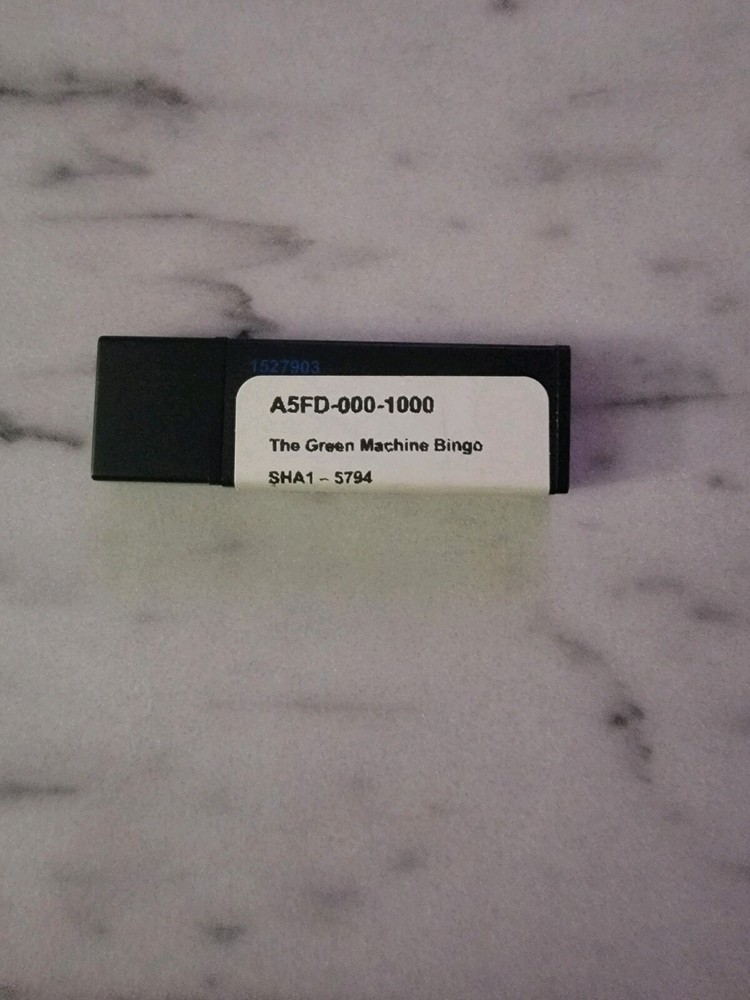 1527903
A5FD-000-1000
The Green Machine Bingo
SHA1 - 5794